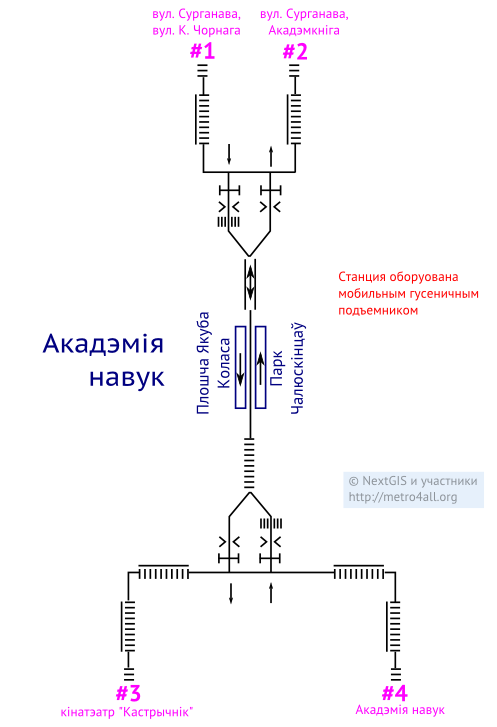 вул. Сурганава,
вул. К. Чорнага
#1
вул. Сурганава,
Акадэмкніга
#2
Станция оборуована
мобильным гусеничным
подъемником
Акадэмія
навук
Плошча Якуба
Коласа
Парк
Чалюскінцаў
© NextGIS и участники
http://metro4all.org
#3
кінатэатр "Кастрычнік"
#4
Акадэмія навук